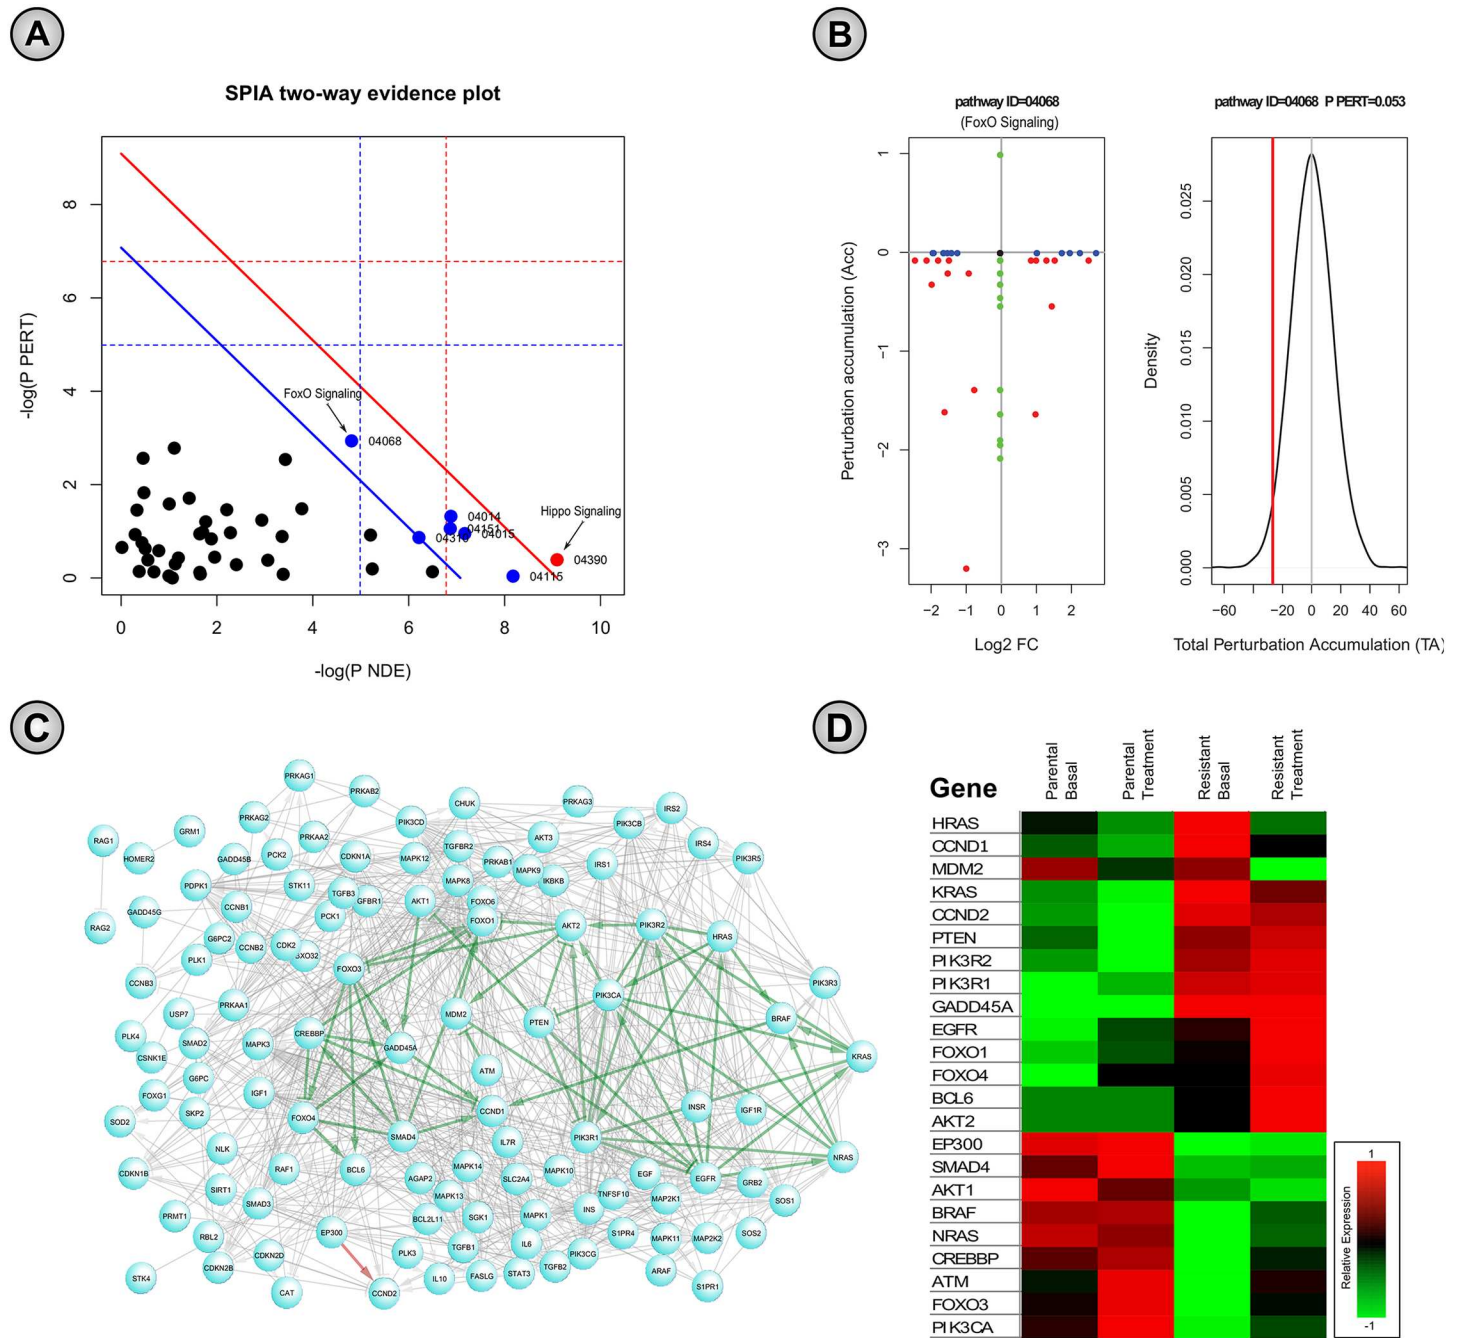 A
SPIA two-way evidence plot
-log(P PERT)
8
6
4
2
0
FoxO Signaling
04068
04014
04151
04015
Hippo Signaling
04390
04115
0 2 4 6 8 10
-log(P NDE)
B
pathway ID=04068
(FoxO Signaling)
Perturbation accumulation (Acc)
1
0
−1
−2
−3
−2 −1 0 1 2
Log2 FC
pathway ID=04068 P PERT=0.053
Density
0.025
0.020
0.015
0.010
0.005
0.000
−60 −20 0 20 40 60
Total Perturbation Accumulation (TA)
C
PRKAG1
PRKAB2
CHUK
PRKAG3
IRS2
PRKAG2
PIK3CD
PIK3CB
RAG1
GRM1
PRKAA2
AKT3
IRS4
HOMER2
GADD45B
PCK2
CDKN1A
MAPK12
TGFBR2
PRKAB1
MAPK9
IRS1
PIK3R5
PDPK1
STK11
TGFB3
GFBR1
MAPK8
IKBKB
AKT1
FOXO6
GADD45G
CCNB1
PCK1
FOXO1
AKT2
PIK3R2
HRAS
RAG2
G6PC2
CCNB2
CDK2
BXO32
PLK1
FOXO3
CCNB3
PIK3CA
PIK3R3
PRKAA1
USP7
MDM2
PTEN
BRAF
PLK4
SMAD2
MAPK3
CREBBP
GADD45A
CSNK1E
KRAS
G6PC
ATM
FOXG1
IGF1
SKP2
FOXO4
CCND1
INSR
IGF1R
SOD2
SMAD4
IL7R
PIK3R1
NLK
NRAS
CDKN1B
RAF1
BCL6
AGAP2
MAPK14
SLC2A4
MAPK10
EGF
EGFR
GRB2
SIRT1
SMAD3
MAPK13
TNFSF10
MAP2K1
SOS1
PRMT1
BCL2L11
SGK1
MAPK1
INS
RBL2
EP300
S1PR4
MAPK11
MAP2K2
SOS2
CDKN2D
PLK3
TGFB1
IL6
PIK3CG
CDKN2B
STK4
CAT
CCND2
IL10
FASLG
STAT3
TGFB2
ARAF
S1PR1
D
Parental Basal
Parental Treatment
Resistant Basal
Resistant Treatment
Gene
HRAS
CCND1
MDM2
KRAS
CCND2
PTEN
PIK3R2
PIK3R1
GADD45A
EGFR
FOXO1
FOXO4
BCL6
AKT2
EP300
SMAD4
AKT1
BRAF
NRAS
CREBBP
ATM
FOXO3
PIK3CA
1
Relative Expression
-1